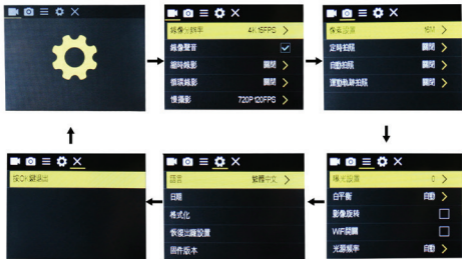 錄像分辨率 4K 15FPS
錄像聲音
縮時錄影 關閉
循環錄影 關閉
慢攝影 720P120FPS
像素設置 16M
定時拍照 關閉
自動拍照 關閉
運動軌跡拍照 關閉
按OK鍵退出
語言 繁體中文
日期
格式化
恢復出廠設置
固件版本
曝光設置 0
白平衡 自動
影像旋轉
WiFi開關
光源頻率 自動